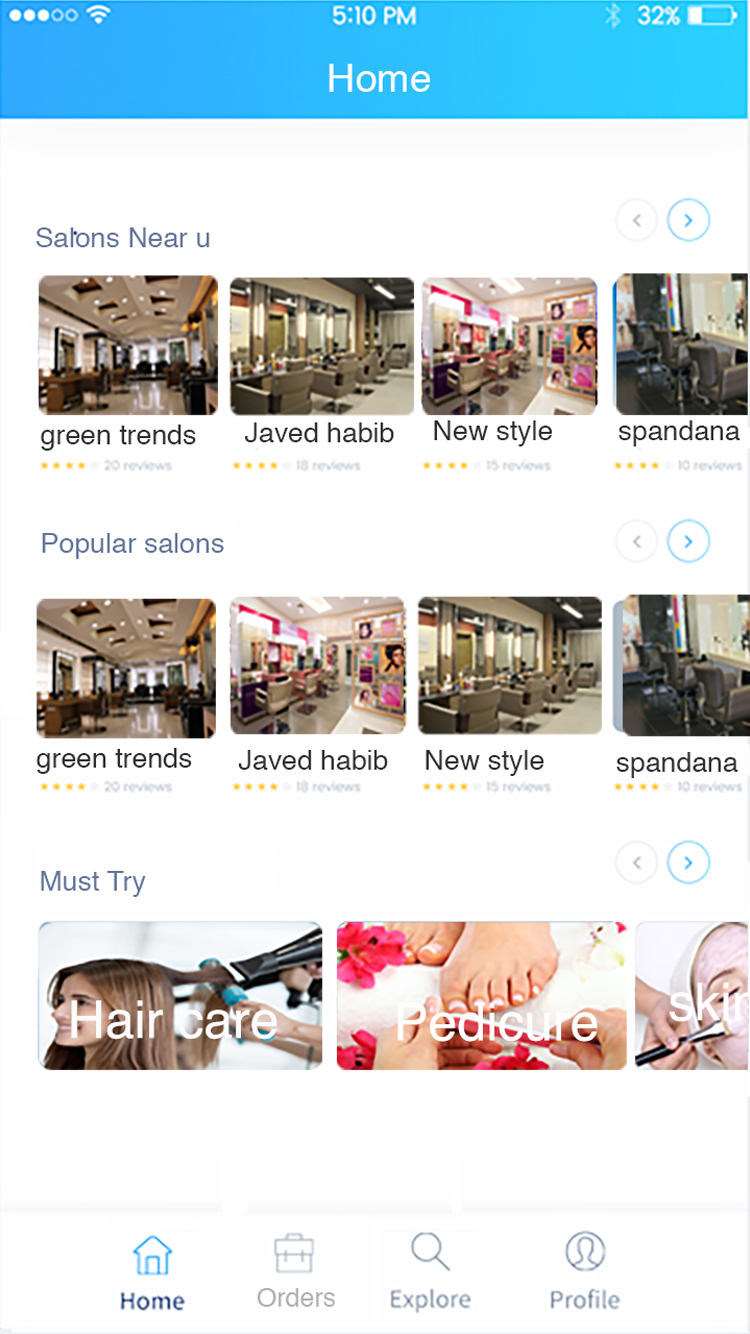 5:10 PM 32%
Home
Salons Near u
green trends Javed habib New style spandana
20 reviews 18 reviews 15 reviews 10 reviews
Popular salons
green trends Javed habib New style spandana
20 reviews 18 reviews 15 reviews 10 reviews
Must Try
Hair care Pedicure skin
Home Orders Explore Profile